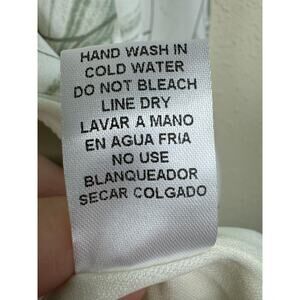 HAND WASH IN
COLD WATER
DO NOT BLEACH
LINE DRY
LAVAR A MANO
EN AGUA FRIA
NO USE
BLANQUEADOR
SECAR COLGADO